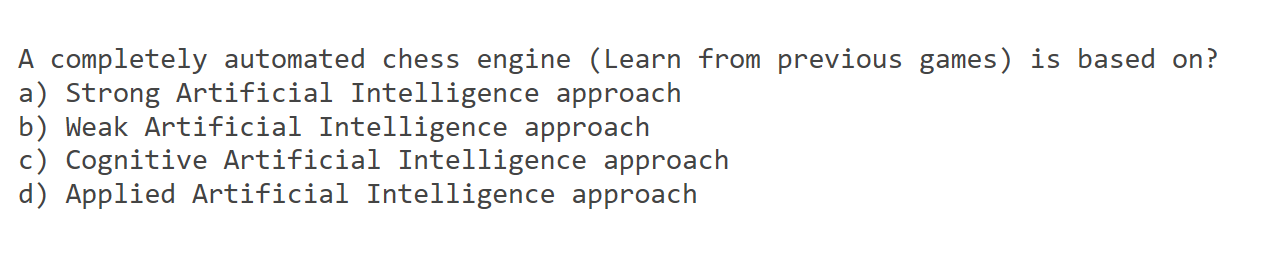 A completely automated chess engine (Learn from previous games) is based on?
a) Strong Artificial Intelligence approach
b) Weak Artificial Intelligence approach
c) Cognitive Artificial Intelligence approach
d) Applied Artificial Intelligence approach